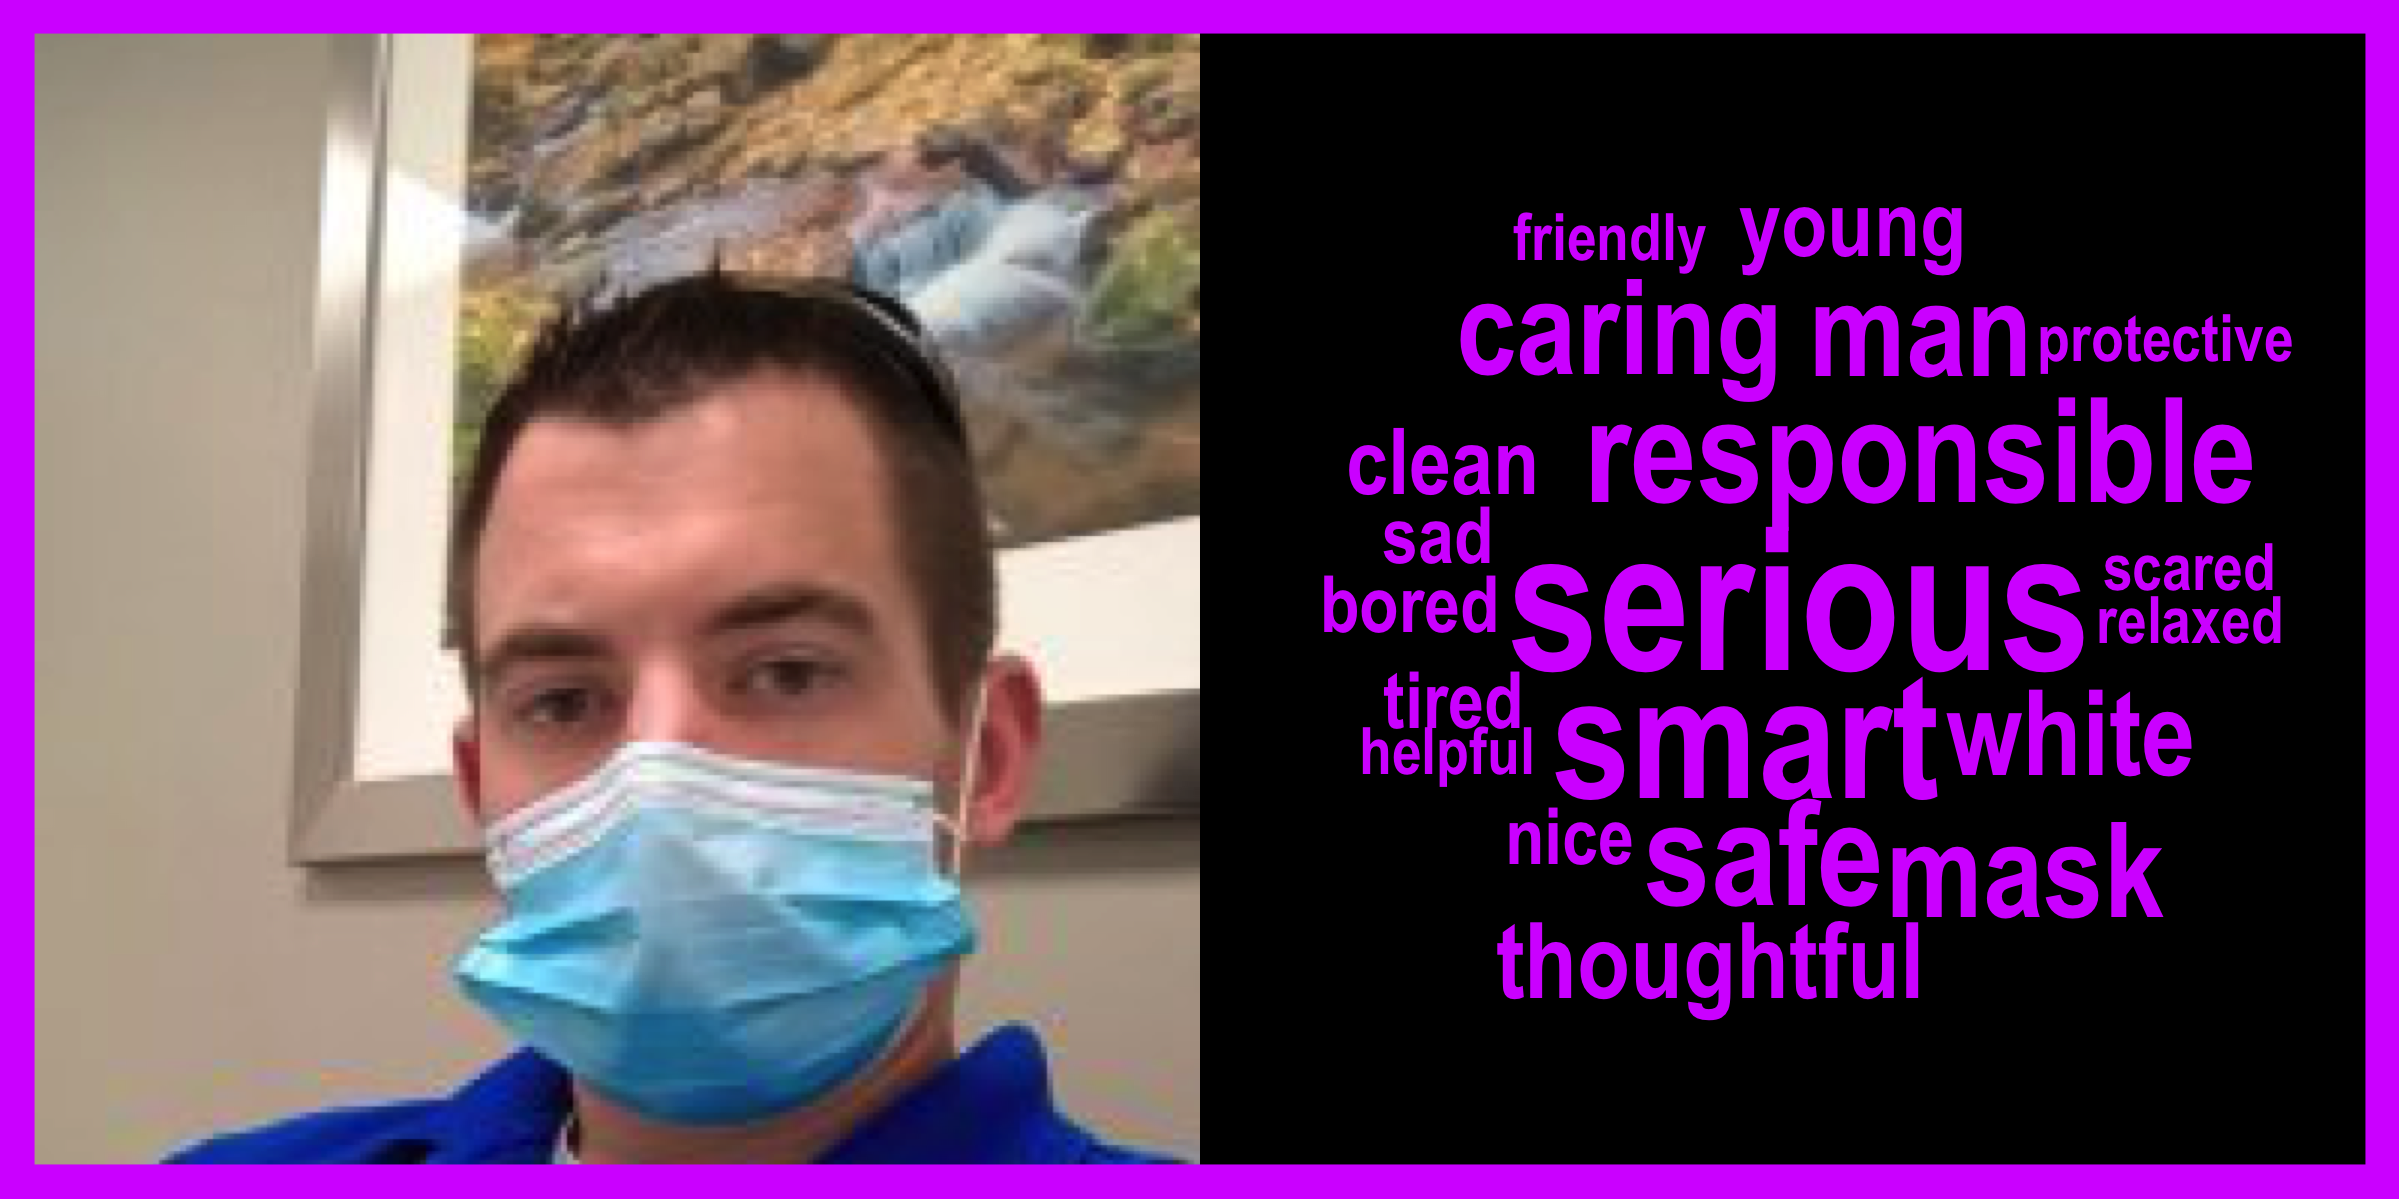 friendly young
caring man protective
clean responsible
sad
bored serious scared
relaxed
tired
helpful smart white
nice safe mask
thoughtful